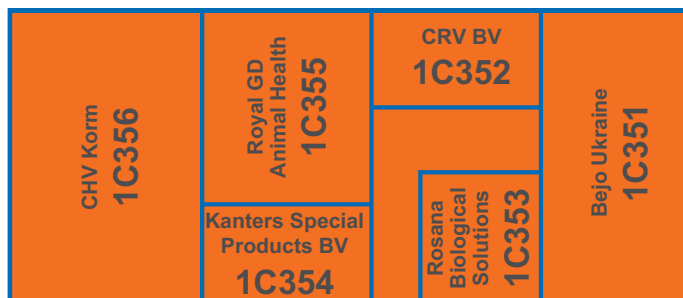 CHV Korm
1C356
Royal GD
Animal Health
1C355
Kanters Special
Products BV
1C354
CRV BV
1C352
Rosana
Biological
Solutions
1C353
Bejo Ukraine
1C351